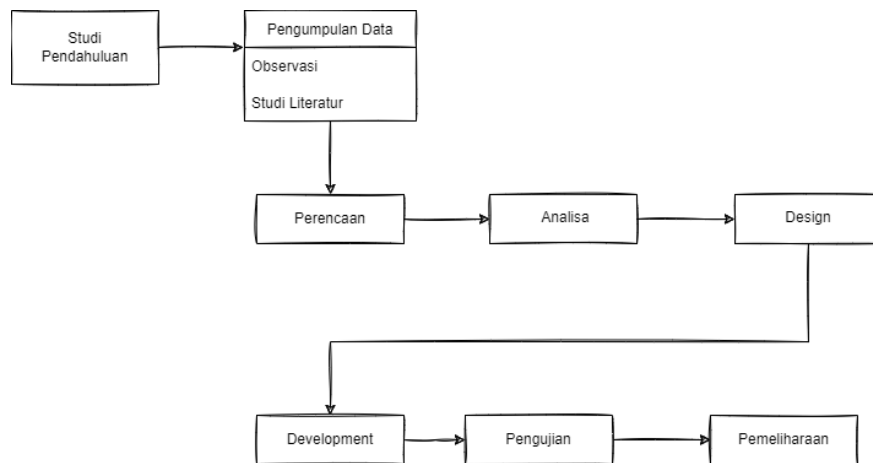 Studi
Pendahuluan
Pengumpulan Data
Observasi
Studi Literatur
Perencaan
Analisa
Design
Development
Pengujian
Pemeliharaan